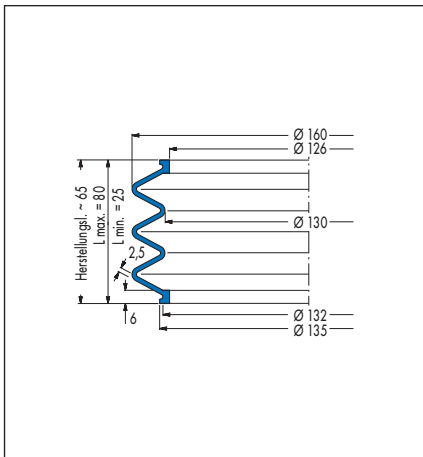 Ø 160
Ø 126
Herstellungsl. ~ 65
L max. = 80
L min. = 25
Ø 130
2,5
6
Ø 132
Ø 135